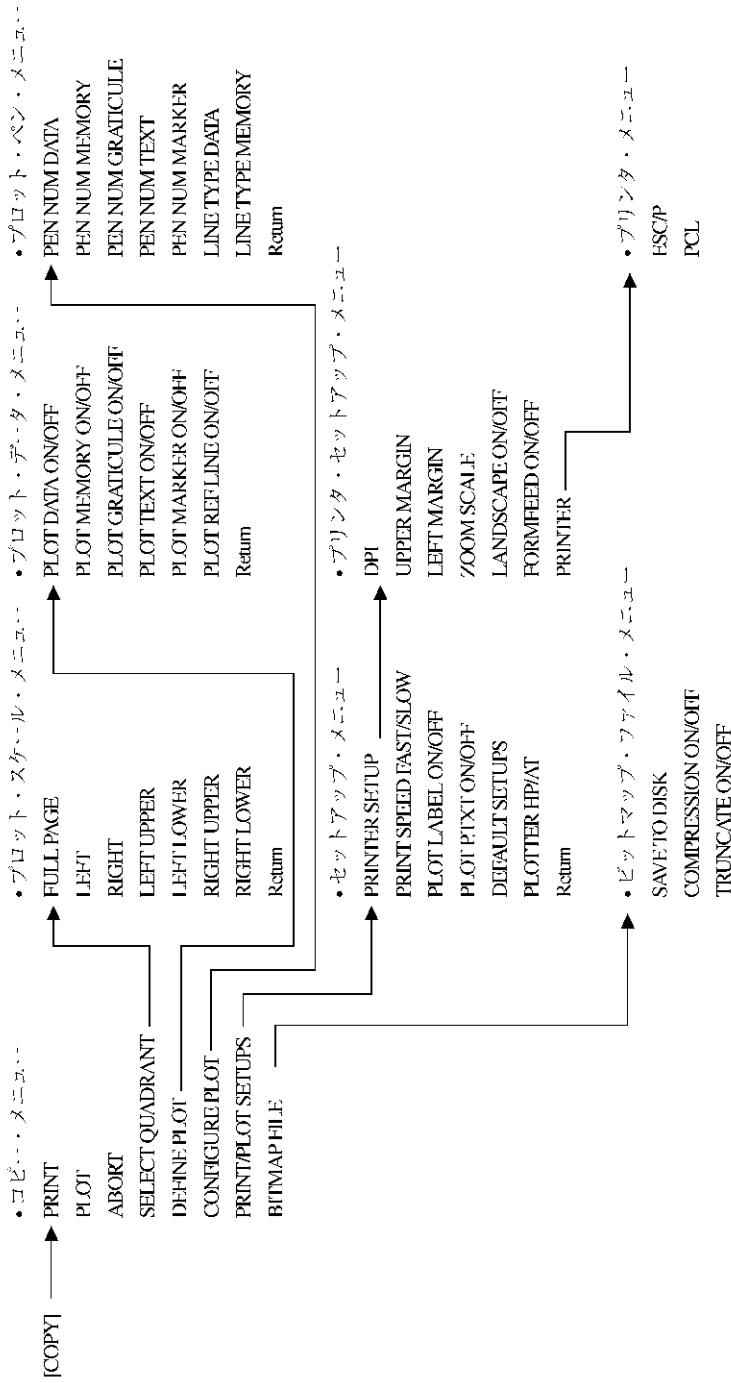 [COPY]
•コピー・メニュー
PRINT
PLOT
ABORT
SELECT QUADRANT
DEFINE PLOT
CONFIGURE PLOT
PRINT/PLOT SETUPS
BITMAP FILE
•プロット・スケール・メニュー
FULL PAGE
LEFT
RIGHT
LEFT UPPER
LEFT LOWER
RIGHT UPPER
RIGHT LOWER
Return
•プロット・データ・メニュー
PLOT DATA ON/OFF
PLOT MEMORY ON/OFF
PLOT GRATICULE ON/OFF
PLOT TEXT ON/OFF
PLOT MARKER ON/OFF
PLOT REF LINE ON/OFF
Return
•プロット・ペン・メニュー
PEN NUM DATA
PEN NUM MEMORY
PEN NUM GRATICULE
PEN NUM TEXT
PEN NUM MARKER
LINE TYPE DATA
LINE TYPE MEMORY
Return
•セットアップ・メニュー
PRINTER SETUP
PRINT SPEED FAST/SLOW
PLOT LABEL ON/OFF
PLOT P.TXT ON/OFF
DEFAULT SETUPS
PLOTTER HP/AT
Return
•プリンタ・セットアップ・メニュー
DPI
UPPER MARGIN
LEFT MARGIN
ZOOM SCALE
LANDSCAPE ON/OFF
FORMFEED ON/OFF
PRINTER
•プリンタ・メニュー
ESC/P
PCL
•ビットマップ・ファイル・メニュー
SAVE TO DISK
COMPRESSION ON/OFF
TRUNCATE ON/OFF